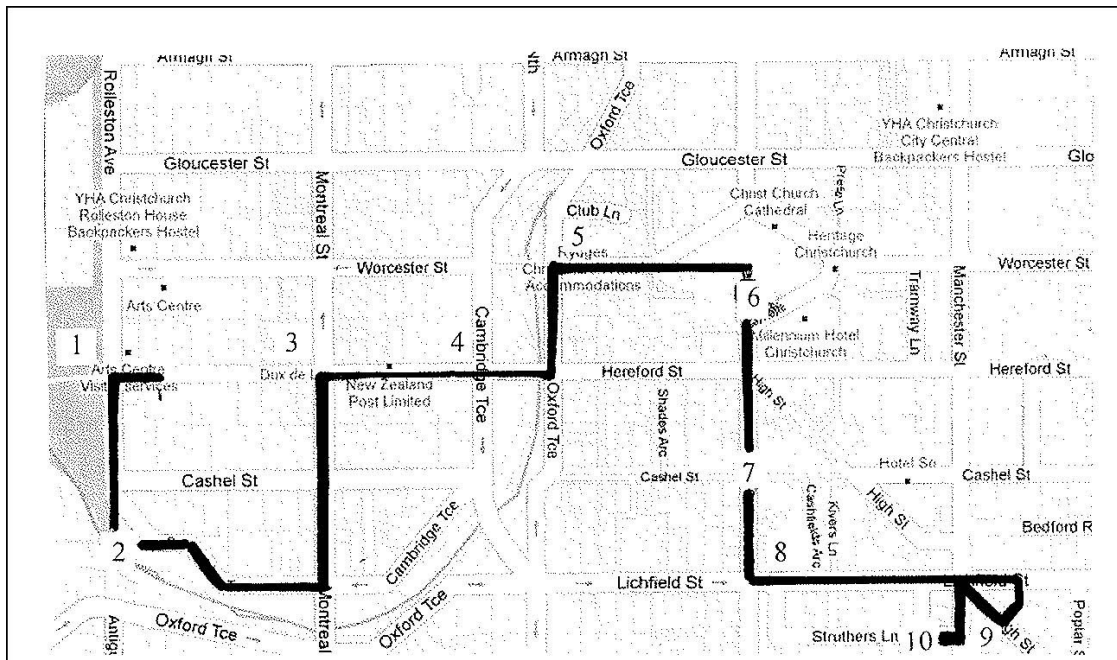 Armagh St
Armagh St
Armagh St
Rolleston Ave
Oxford Tce
YHA Christchurch
City Central
Backpackers Hostel
Gloucester St
Gloucester St
Glo
Montreal St
YHA Christchurch
Rolleston House
Backpackers Hostel
Press Ln
Christ Church
Cathedral
Club Ln
5
Heritage
Christchurch
Worcester St
Worcester St
Accommodations
6
Arts Centre
Tramway Ln
Manchester St
Cambridge Tce
Millennium Hotel
Christchurch
1
3
4
Arts Centre
Dux de L
New Zealand
Post Limited
Hereford St
Hereford St
Oxford Tce
Shades Arc
High St
Cashel St
Cashel St
7
Hotel So
Cashel St
High St
Bedford R
Cashfields Arc
2
Cambridge Tce
8
Lichfield St
Montreal
Oxford Tce
Oxford Tce
Struthers Ln
10
9